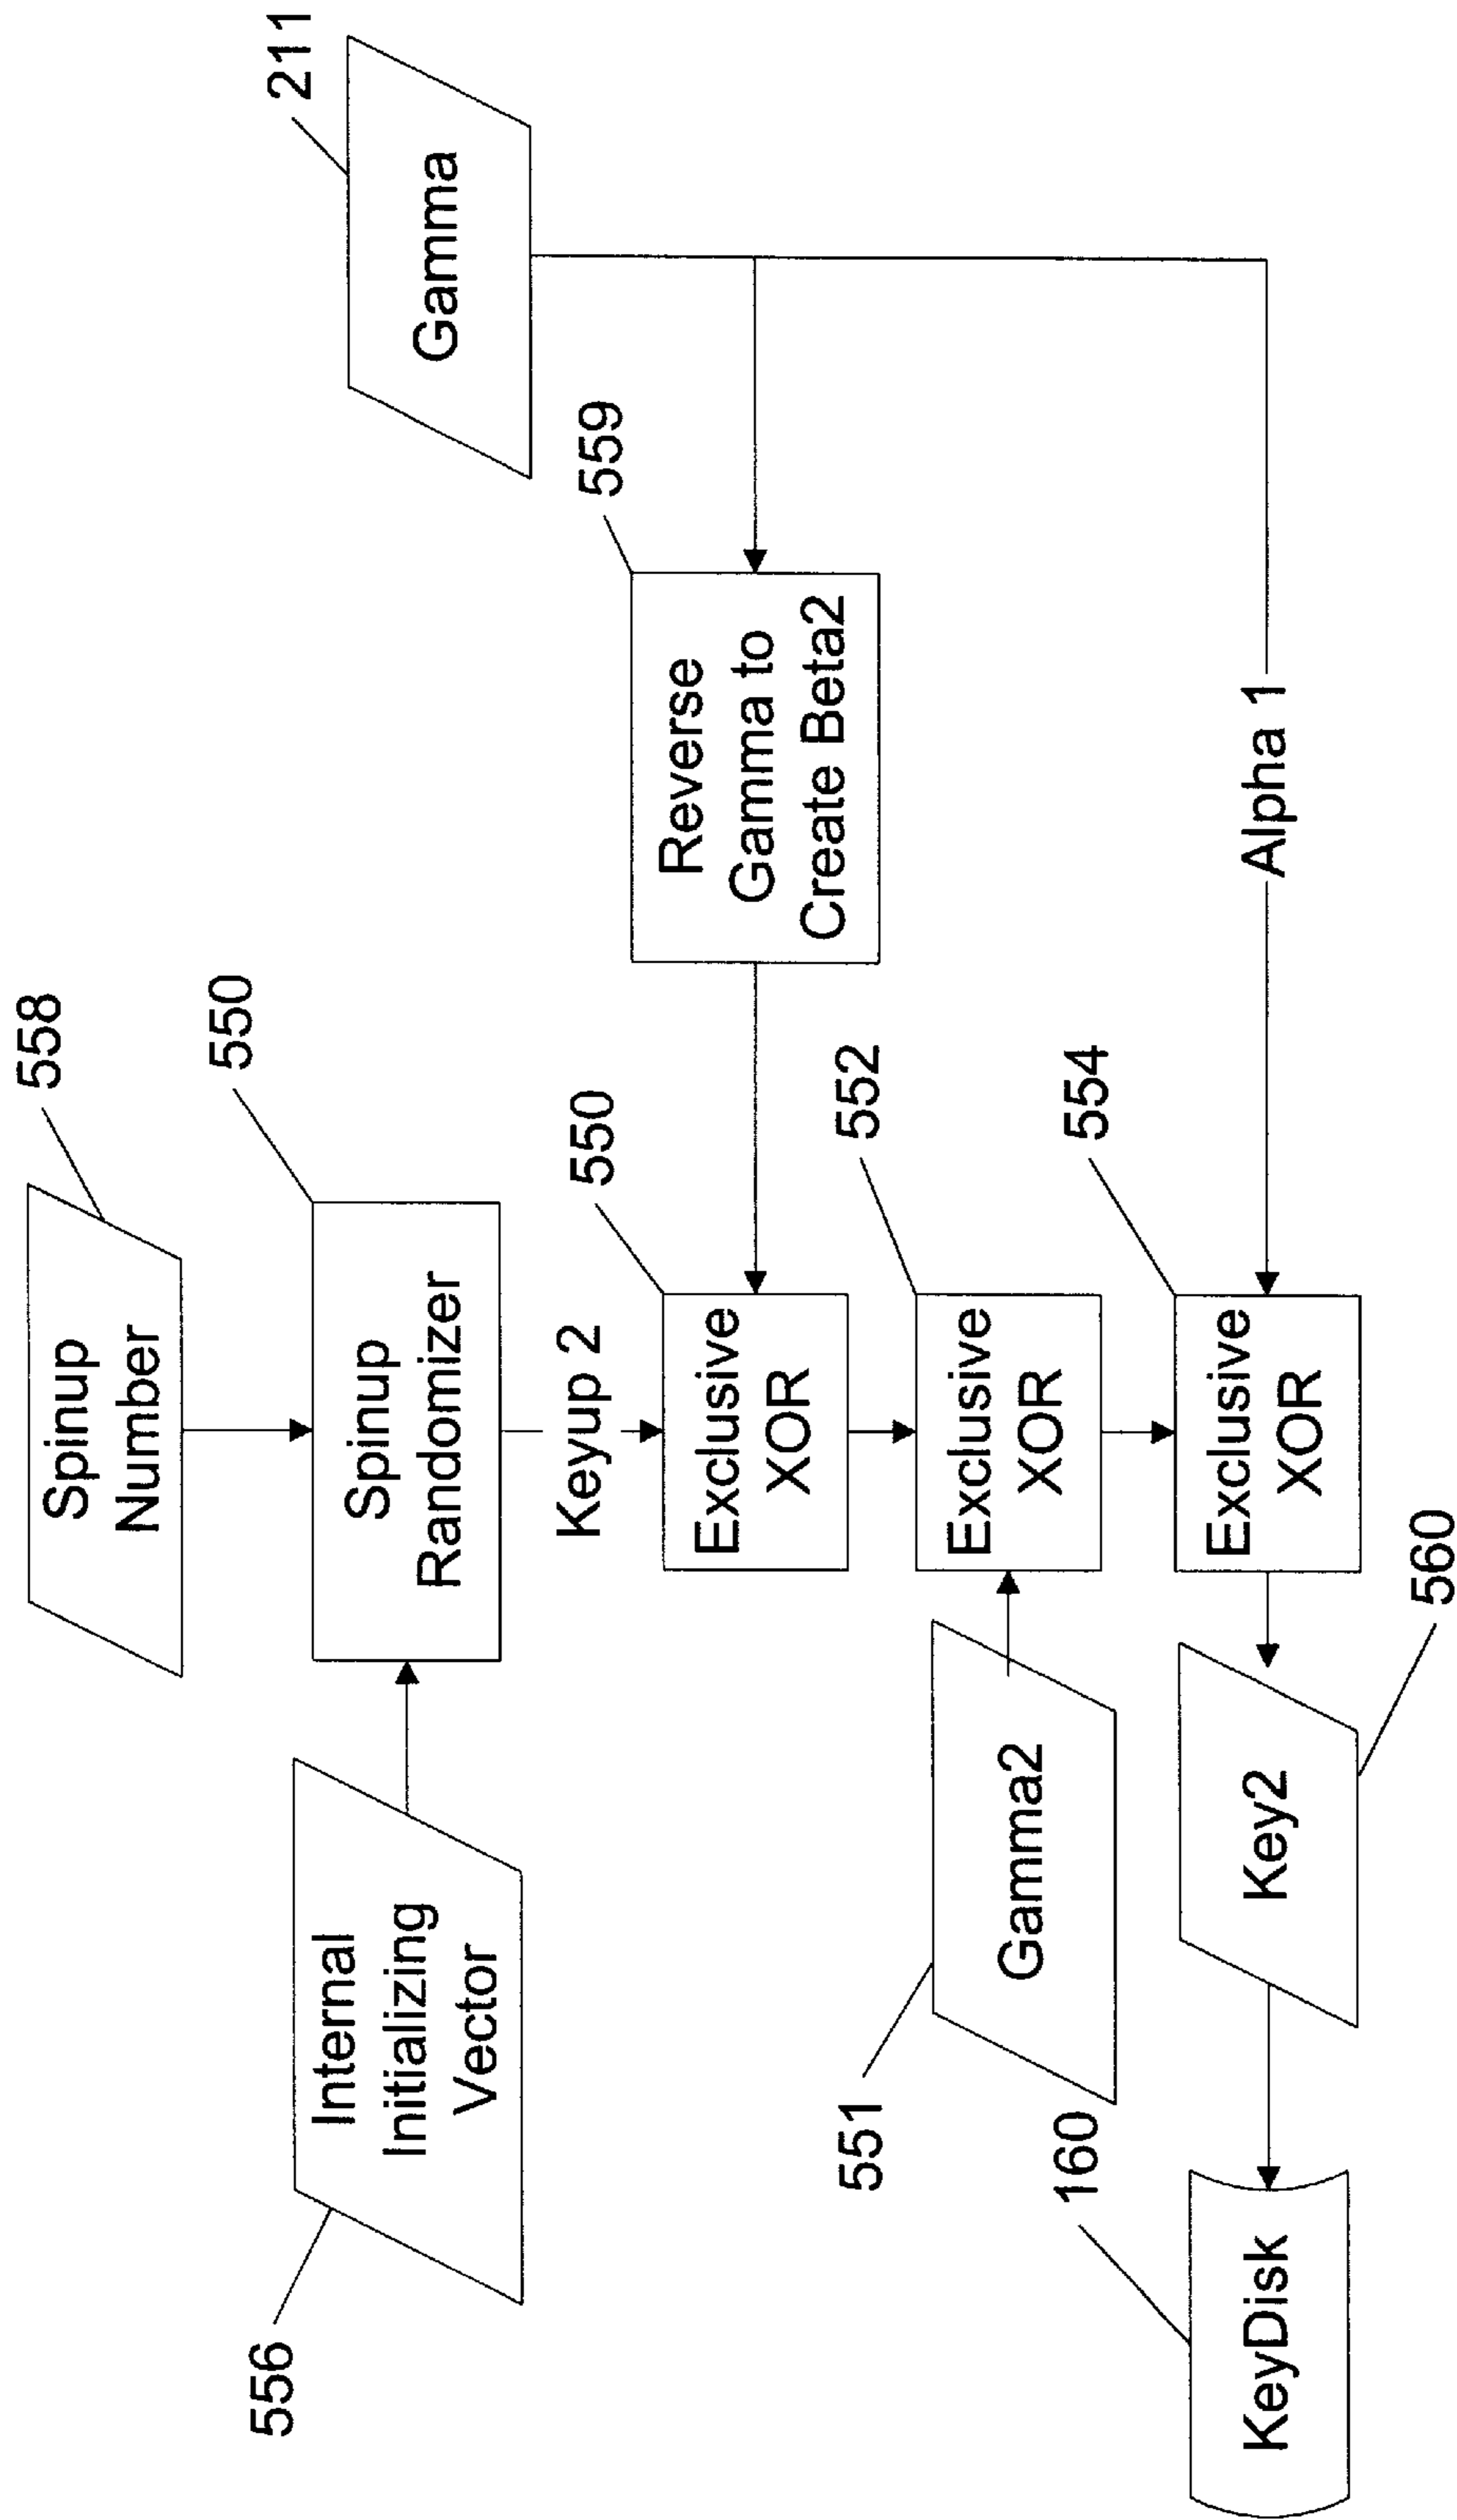 558
Spinup
Number
550
556
Internal
Initializing
Vector
Spinup
Randomizer
211
Gamma
Keyup 2
550
559
Exclusive
XOR
Reverse
Gamma to
Create Beta2
551
Gamma2
552
Exclusive
XOR
160
KeyDisk
Key2
560
554
Exclusive
XOR
Alpha 1